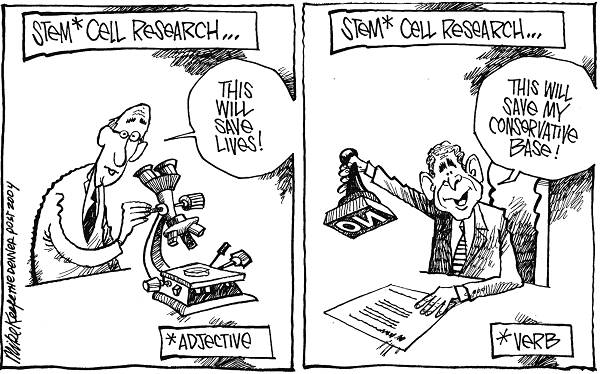 STEM* CELL RESEARCH...
THIS
WILL
SAVE
LIVES!
*ADJECTIVE
MIKE KEEFE THE DENVER POST 2004
STEM* CELL RESEARCH...
THIS WILL
SAVE MY
CONSERVATIVE
BASE!
NO
*VERB